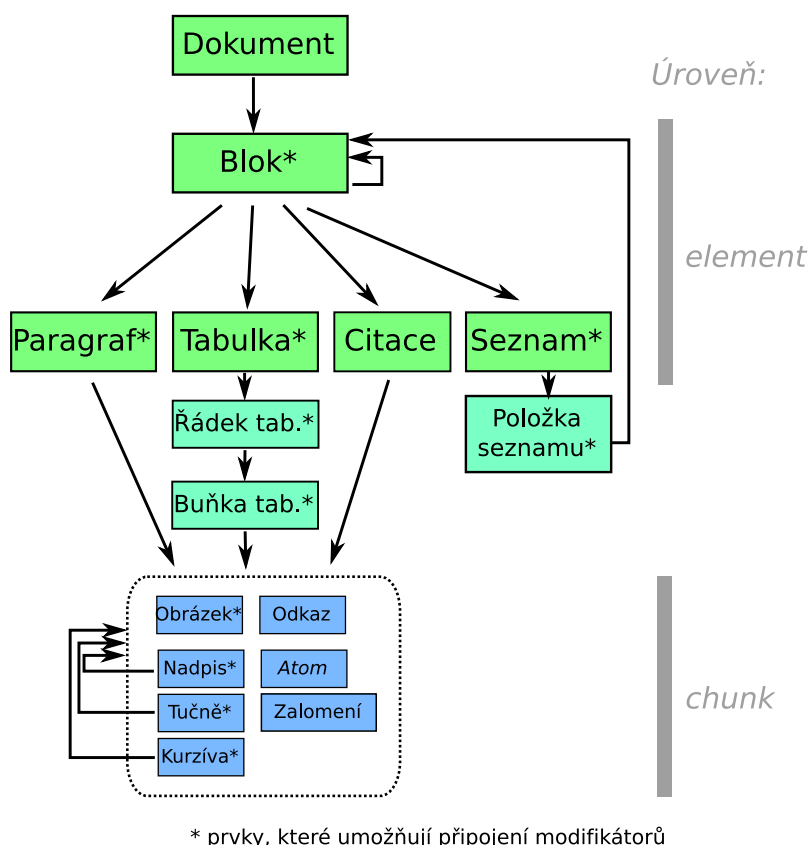 Dokument
Úroveň:
Blok*
element
Paragraf*
Tabulka*
Citace
Seznam*
Řádek tab.*
Položka
seznamu*
Buňka tab.*
Obrázek*
Odkaz
Nadpis*
Atom
Tučně*
Zalomení
Kurzíva*
chunk
* prvky, které umožňují připojení modifikátorů